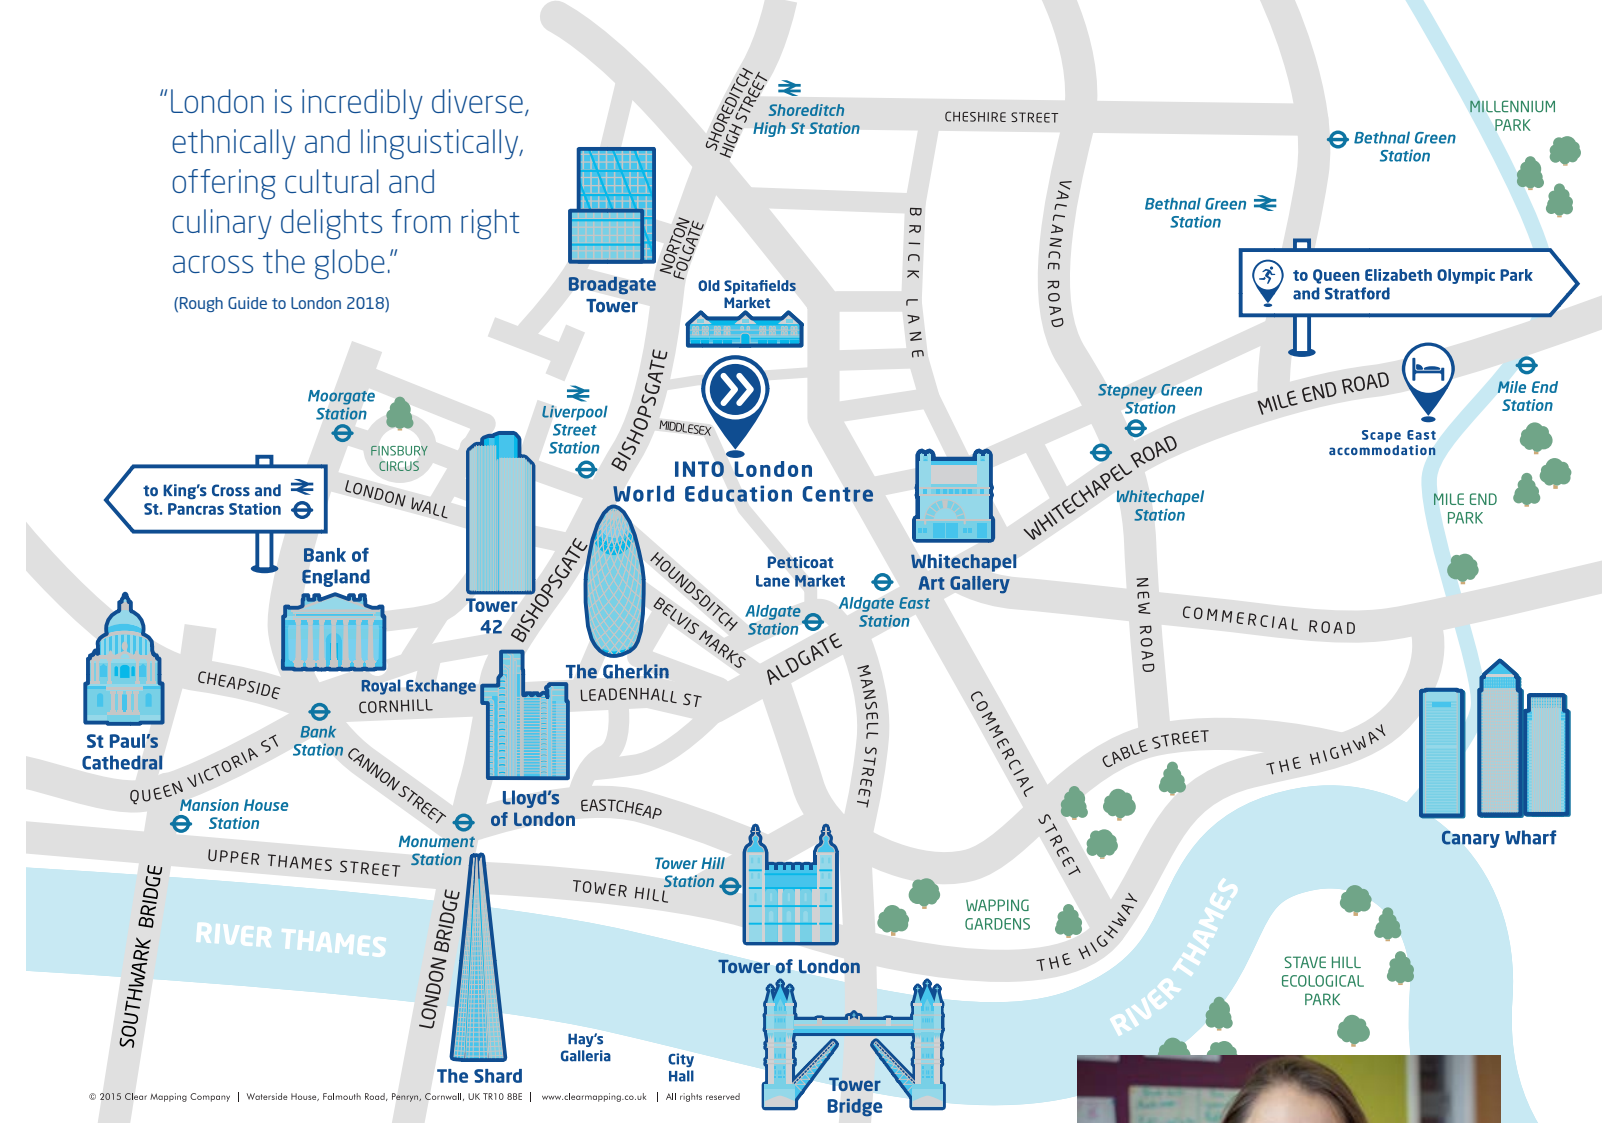 “London is incredibly diverse,
ethnically and linguistically,
offering cultural and
culinary delights from right
across the globe.”
(Rough Guide to London 2018)
SHOREDITCH
HIGH STREET
Shoreditch
High St Station
CHESHIRE STREET
Bethnal Green
Station
MILLENNIUM
PARK
Bethnal Green
Station
VALLANCE ROAD
BRICK LANE
NORTON
FOLGATE
Broadgate
Tower
Old Spitafields
Market
to Queen Elizabeth Olympic Park
and Stratford
BISHOPSGATE
MIDDLESEX
Moorgate
Station
FINSBURY
CIRCUS
Liverpool
Street
Station
Stepney Green
Station
MILE END ROAD
Mile End
Station
Scape East
accommodation
INTO London
World Education Centre
to King's Cross and
St. Pancras Station
LONDON WALL
WHITECHAPEL ROAD
Whitechapel
Station
MILE END
PARK
Bank of
England
Tower
42
BISHOPSGATE
HOUNDSDITCH
BELVIS MARKS
Petticoat
Lane Market
Whitechapel
Art Gallery
Aldgate
Station
Aldgate East
Station
NEW ROAD
COMMERCIAL ROAD
The Gherkin
ALDGATE
CHEAPSIDE
Royal Exchange
CORNHILL
LEADENHALL ST
MANSELL STREET
COMMERCIAL STREET
St Paul's
Cathedral
Bank
Station
QUEEN VICTORIA ST
CANNON STREET
CABLE STREET
THE HIGHWAY
Mansion House
Station
Lloyd's
of London
EASTCHEAP
Canary Wharf
Monument
Station
UPPER THAMES STREET
TOWER HILL
Tower Hill
Station
WAPPING
GARDENS
THE HIGHWAY
RIVER THAMES
RIVER THAMES
SOUTHWARK BRIDGE
LONDON BRIDGE
Tower of London
STAVE HILL
ECOLOGICAL
PARK
Hay's
Galleria
City
Hall
The Shard
Tower
Bridge
© 2015 Clear Mapping Company | Waterside House, Falmouth Road, Penryn, Cornwall, UK TR10 8BE | www.clearmapping.co.uk | All rights reserved